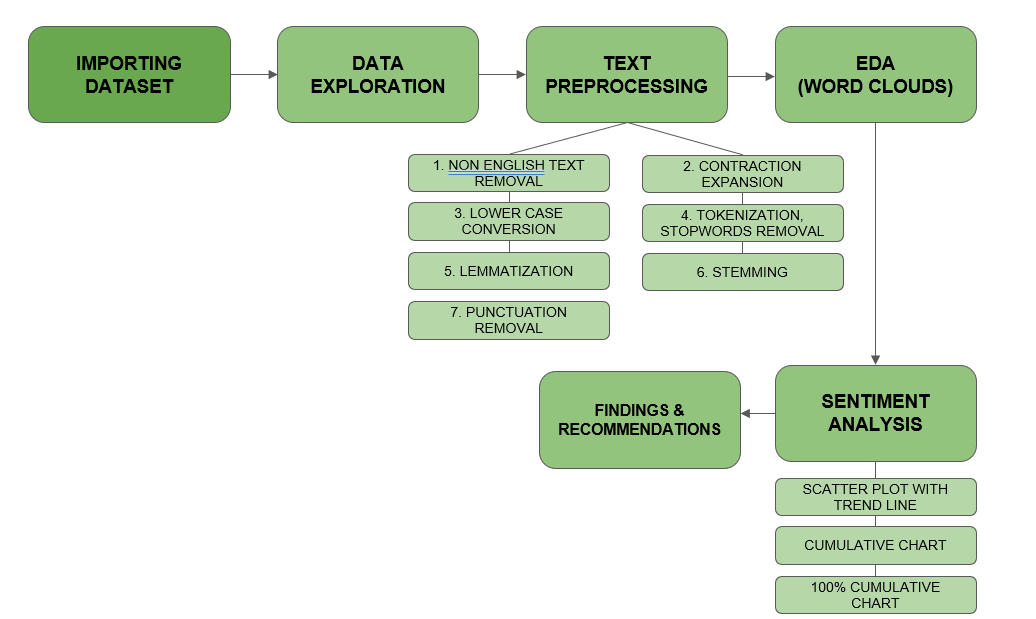 IMPORTING
DATASET
DATA
EXPLORATION
TEXT
PREPROCESSING
EDA
(WORD CLOUDS)
1. NON ENGLISH TEXT
REMOVAL
2. CONTRACTION
EXPANSION
3. LOWER CASE
CONVERSION
4. TOKENIZATION,
STOPWORDS REMOVAL
5. LEMMATIZATION
6. STEMMING
7. PUNCTUATION
REMOVAL
SENTIMENT
ANALYSIS
FINDINGS &
RECOMMENDATIONS
SCATTER PLOT WITH
TREND LINE
CUMULATIVE CHART
100% CUMULATIVE
CHART